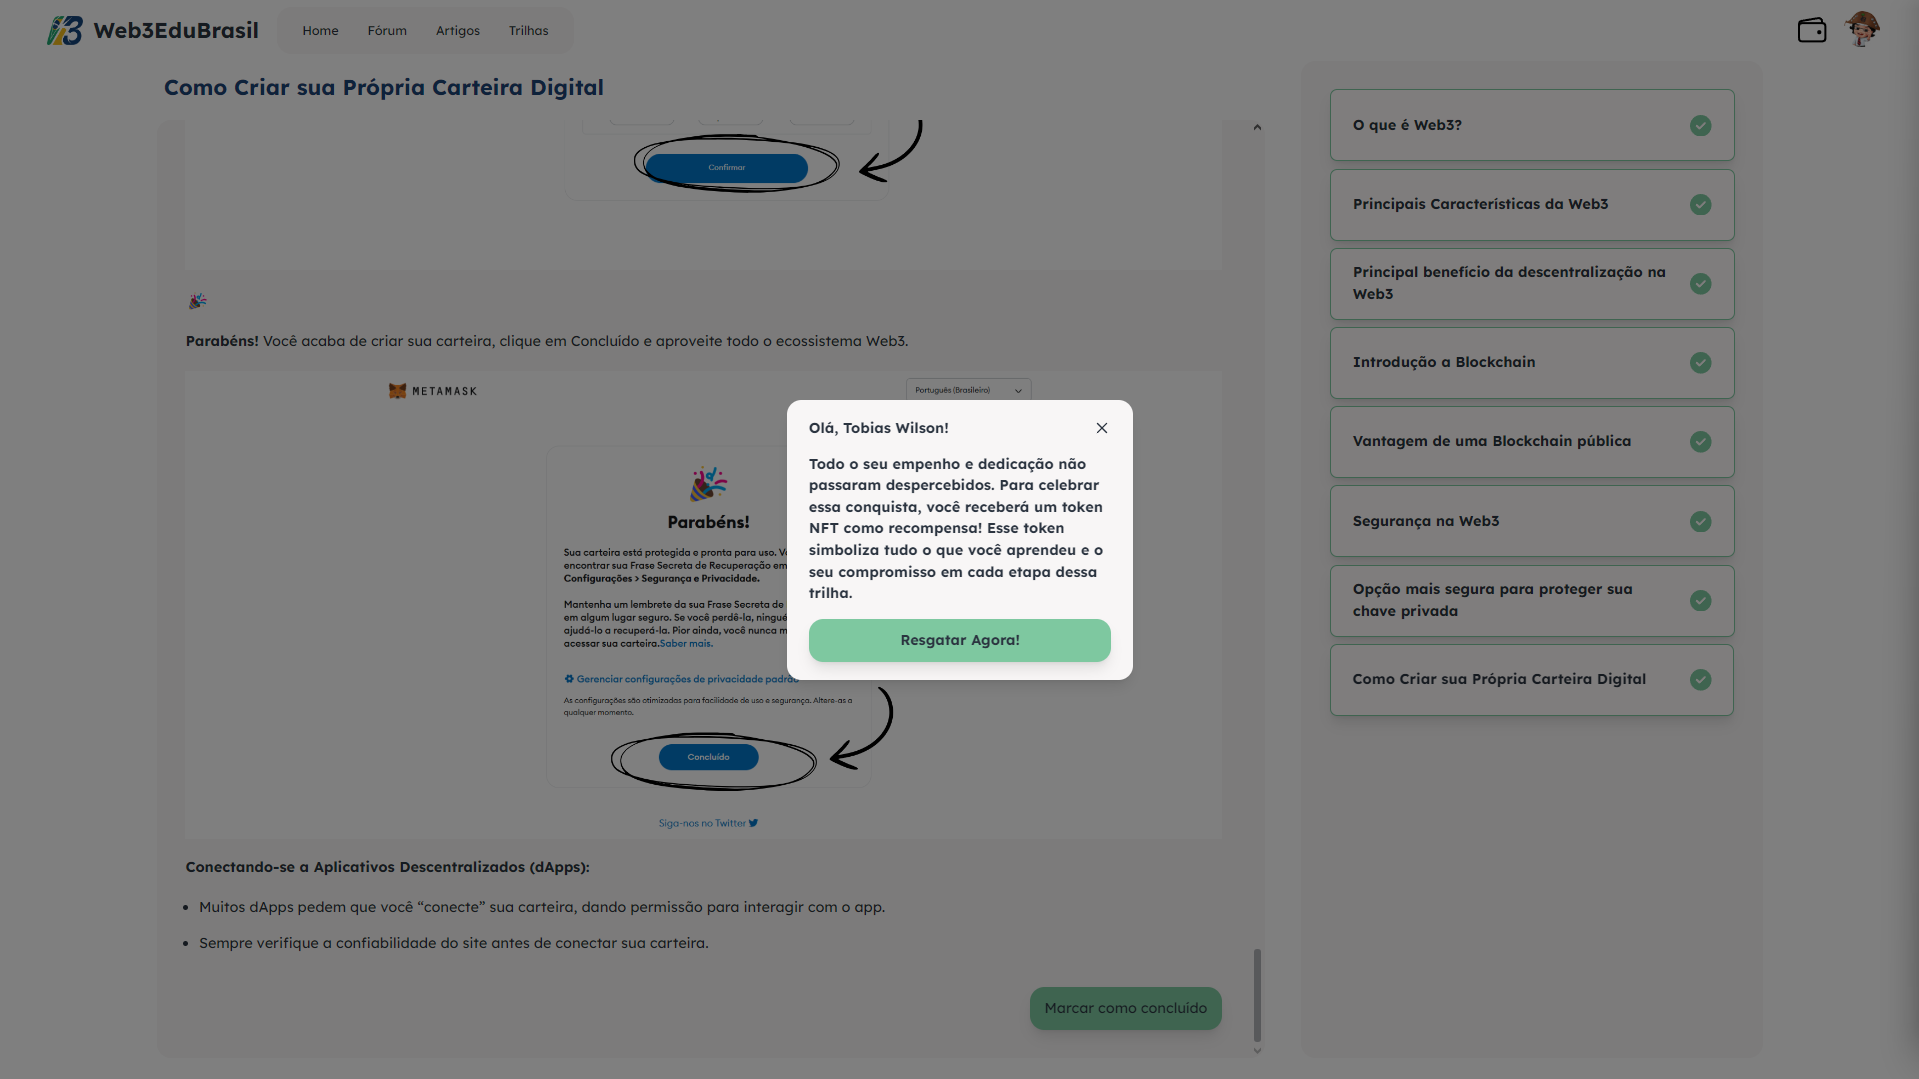 Web3EduBrasil
Home
Fórum
Artigos
Trilhas
Como Criar sua Própria Carteira Digital
Confirmar
Parabéns! Você acaba de criar sua carteira, clique em Concluído e aproveite todo o ecossistema Web3.
METAMASK
Português (Brasileiro)
Parabéns!
Sua carteira está protegida e pronta para uso.
encontrar sua Frase Secreta de Recuperação em
Configurações > Segurança e Privacidade.
Mantenha um lembrete da sua Frase Secreta de
em algum lugar seguro. Se você perdê-la,
ajudá-lo a recuperá-la. Pior ainda, você nunca
acessar sua carteira.Saber mais.
Gerenciar configurações de privacidade padrão
As configurações são otimizadas para facilidade de uso e segurança. Altere-as a
qualquer momento.
Concluído
Siga-nos no Twitter
Conectando-se a Aplicativos Descentralizados (dApps):
• Muitos dApps pedem que você “conecte” sua carteira, dando permissão para interagir com o app.
• Sempre verifique a confiabilidade do site antes de conectar sua carteira.
Marcar como concluido
Olá, Tobias Wilson!
Todo o seu empenho e dedicação não
passaram despercebidos. Para celebrar
essa conquista, você receberá um token
NFT como recompensa! Esse token
simboliza tudo o que você aprendeu e o
seu compromisso em cada etapa dessa
trilha.
Resgatar Agora!
O que é Web3?
Principais Características da Web3
Principal benefício da descentralização na
Web3
Introdução a Blockchain
Vantagem de uma Blockchain pública
Segurança na Web3
Opção mais segura para proteger sua
chave privada
Como Criar sua Própria Carteira Digital